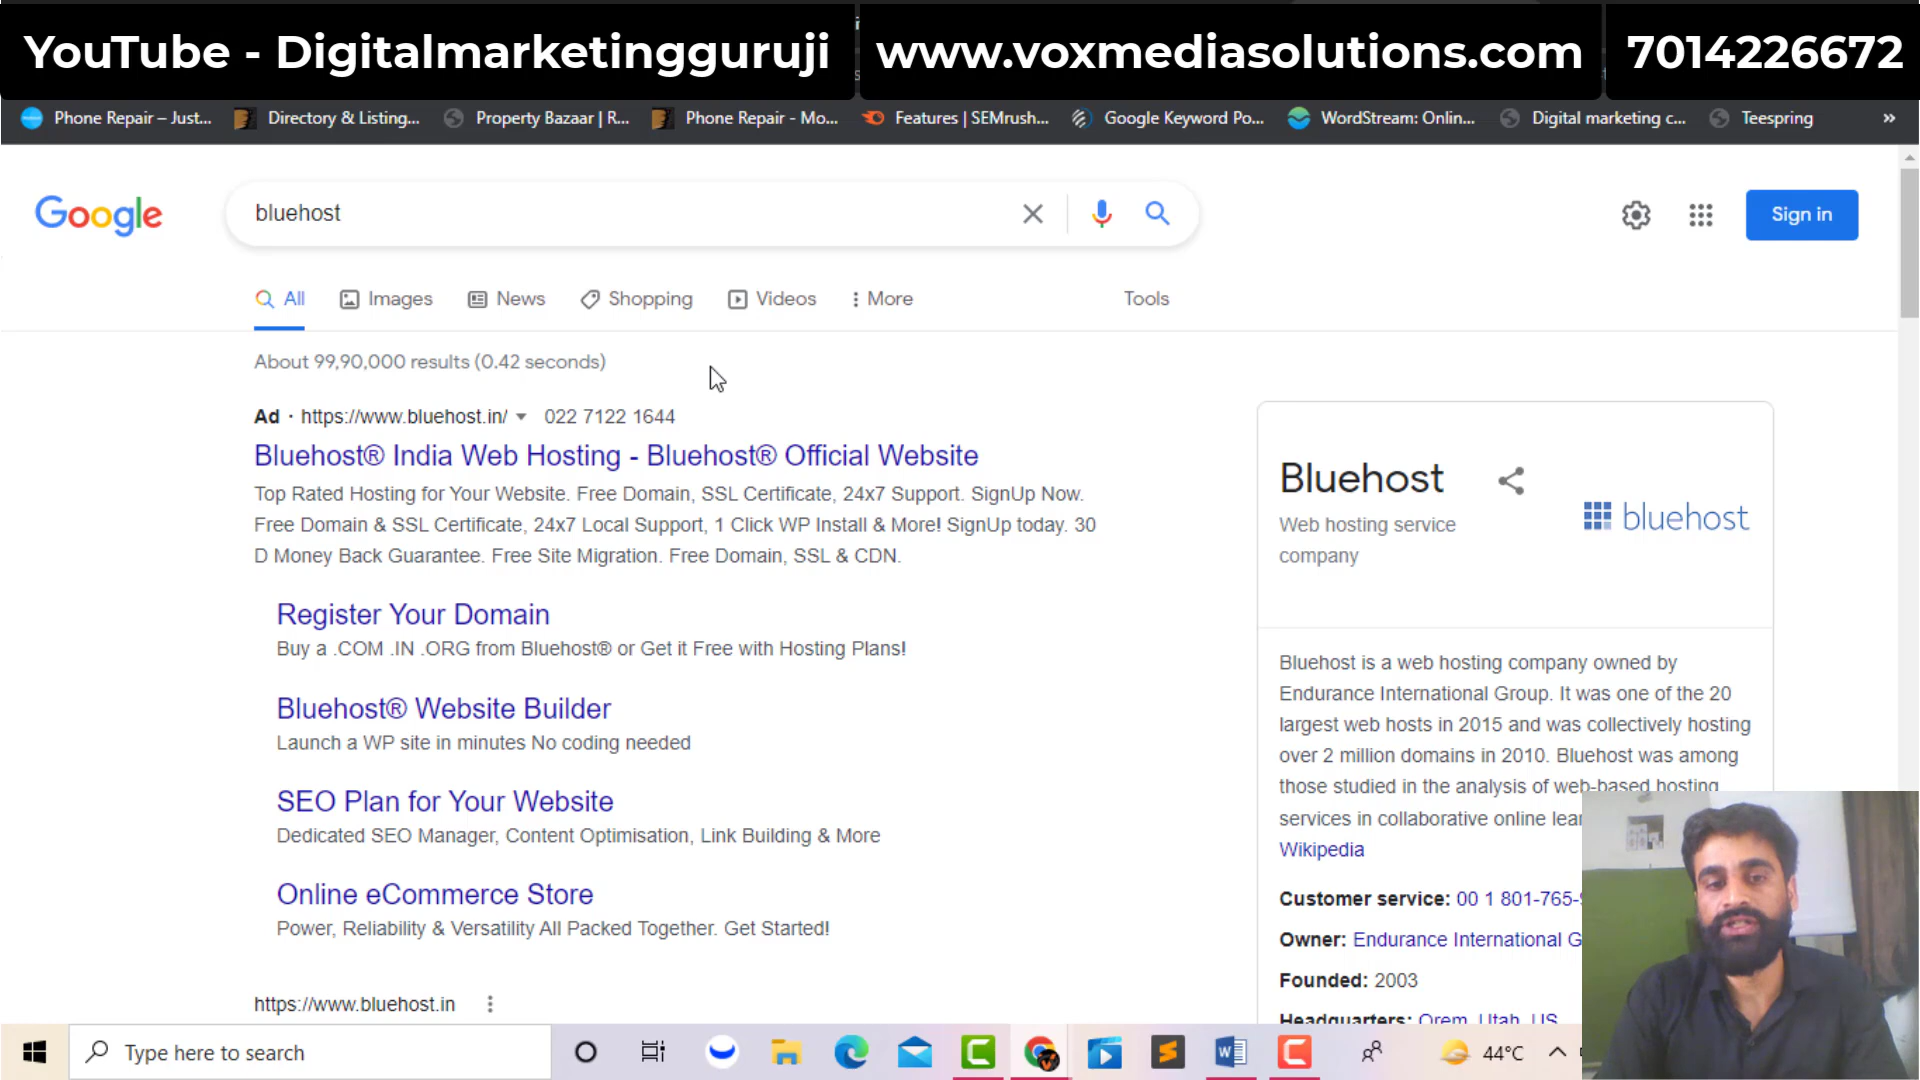 YouTube - Digitalmarketingguruji www.voxmediasolutions.com 7014226672
Phone Repair – Just... Directory & Listing... Property Bazaar | R... Phone Repair - Mo... Features | SEMrush... Google Keyword Po... WordStream: Onlin... Digital marketing c... Teespring »
Google bluehost Sign in
All Images News Shopping Videos More Tools
About 99,90,000 results (0.42 seconds)
Ad · https://www.bluehost.in/ 022 7122 1644
Bluehost® India Web Hosting - Bluehost® Official Website
Top Rated Hosting for Your Website. Free Domain, SSL Certificate, 24x7 Support. SignUp Now.
Free Domain & SSL Certificate, 24x7 Local Support, 1 Click WP Install & More! SignUp today. 30
D Money Back Guarantee. Free Site Migration. Free Domain, SSL & CDN.
Register Your Domain
Buy a .COM .IN .ORG from Bluehost® or Get it Free with Hosting Plans!
Bluehost® Website Builder
Launch a WP site in minutes No coding needed
SEO Plan for Your Website
Dedicated SEO Manager, Content Optimisation, Link Building & More
Online eCommerce Store
Power, Reliability & Versatility All Packed Together. Get Started!
https://www.bluehost.in
Bluehost
Web hosting service
company
bluehost
Bluehost is a web hosting company owned by
Endurance International Group. It was one of the 20
largest web hosts in 2015 and was collectively hosting
over 2 million domains in 2010. Bluehost was among
those studied in the analysis of web-based hosting
services in collaborative online
Wikipedia
Customer service: 00 1 801-765-
Owner: Endurance International G
Founded: 2003
Headquarters: Orem, Utah, US
Type here to search 44°C